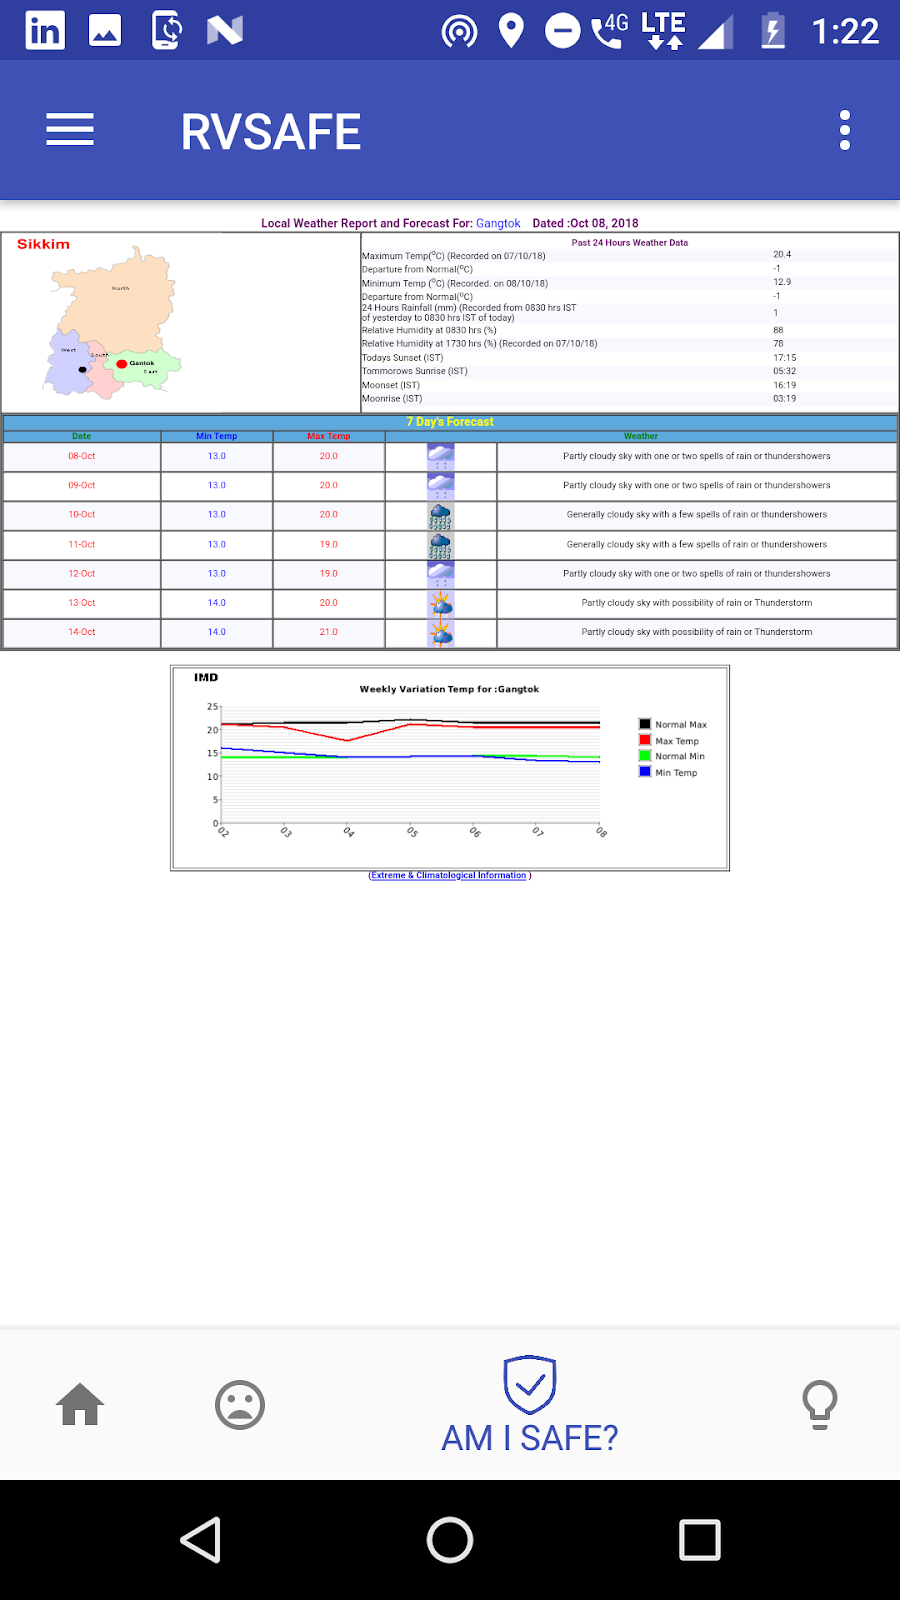 4G LTE 1:22
RVSAFE
Local Weather Report and Forecast For: Gangtok Dated :Oct 08, 2018
Sikkim
North
West
South
Gantok
East
Past 24 Hours Weather Data
Maximum Temp(°C) (Recorded on 07/10/18) 20.4
Departure from Normal(°C) -1
Minimum Temp (°C) (Recorded. on 08/10/18) 12.9
Departure from Normal(°C) -1
24 Hours Rainfall (mm) (Recorded from 0830 hrs IST
of yesterday to 0830 hrs IST of today) 1
Relative Humidity at 0830 hrs (%) 88
Relative Humidity at 1730 hrs (%) (Recorded on 07/10/18) 78
Todays Sunset (IST) 17:15
Tommorows Sunrise (IST) 05:32
Moonset (IST) 16:19
Moonrise (IST) 03:19
7 Day's Forecast
Date Min Temp Max Temp Weather
08-Oct 13.0 20.0 Partly cloudy sky with one or two spells of rain or thundershowers
09-Oct 13.0 20.0 Partly cloudy sky with one or two spells of rain or thundershowers
10-Oct 13.0 20.0 Generally cloudy sky with a few spells of rain or thundershowers
11-Oct 13.0 19.0 Generally cloudy sky with a few spells of rain or thundershowers
12-Oct 13.0 19.0 Partly cloudy sky with one or two spells of rain or thundershowers
13-Oct 14.0 20.0 Partly cloudy sky with possibility of rain or Thunderstorm
14-Oct 14.0 21.0 Partly cloudy sky with possibility of rain or Thunderstorm
IMD
Weekly Variation Temp for :Gangtok
25
20
15
10
5
0
02 03 04 05 06 07 08
Normal Max
Max Temp
Normal Min
Min Temp
(Extreme & Climatological Information )
AM I SAFE?